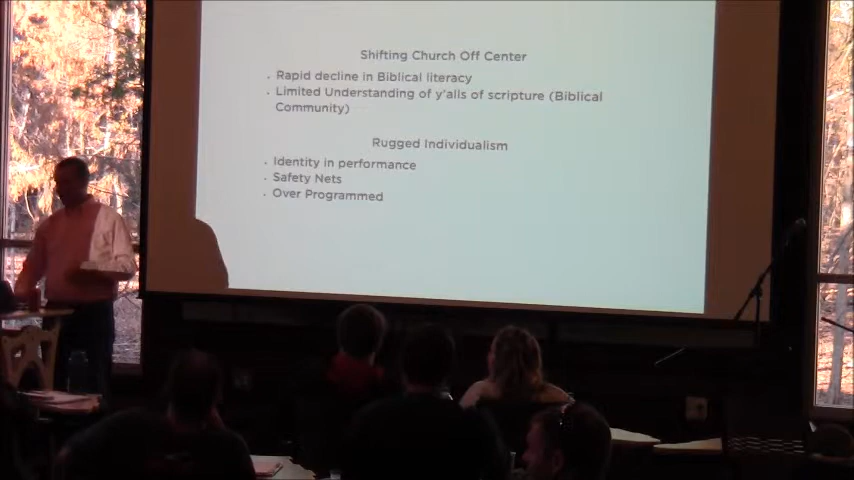 Shifting Church Off Center
. Rapid decline in Biblical literacy
. Limited Understanding of y'alls of scripture (Biblical
Community)
Rugged Individualism
. Identity in performance
. Safety Nets
. Over Programmed